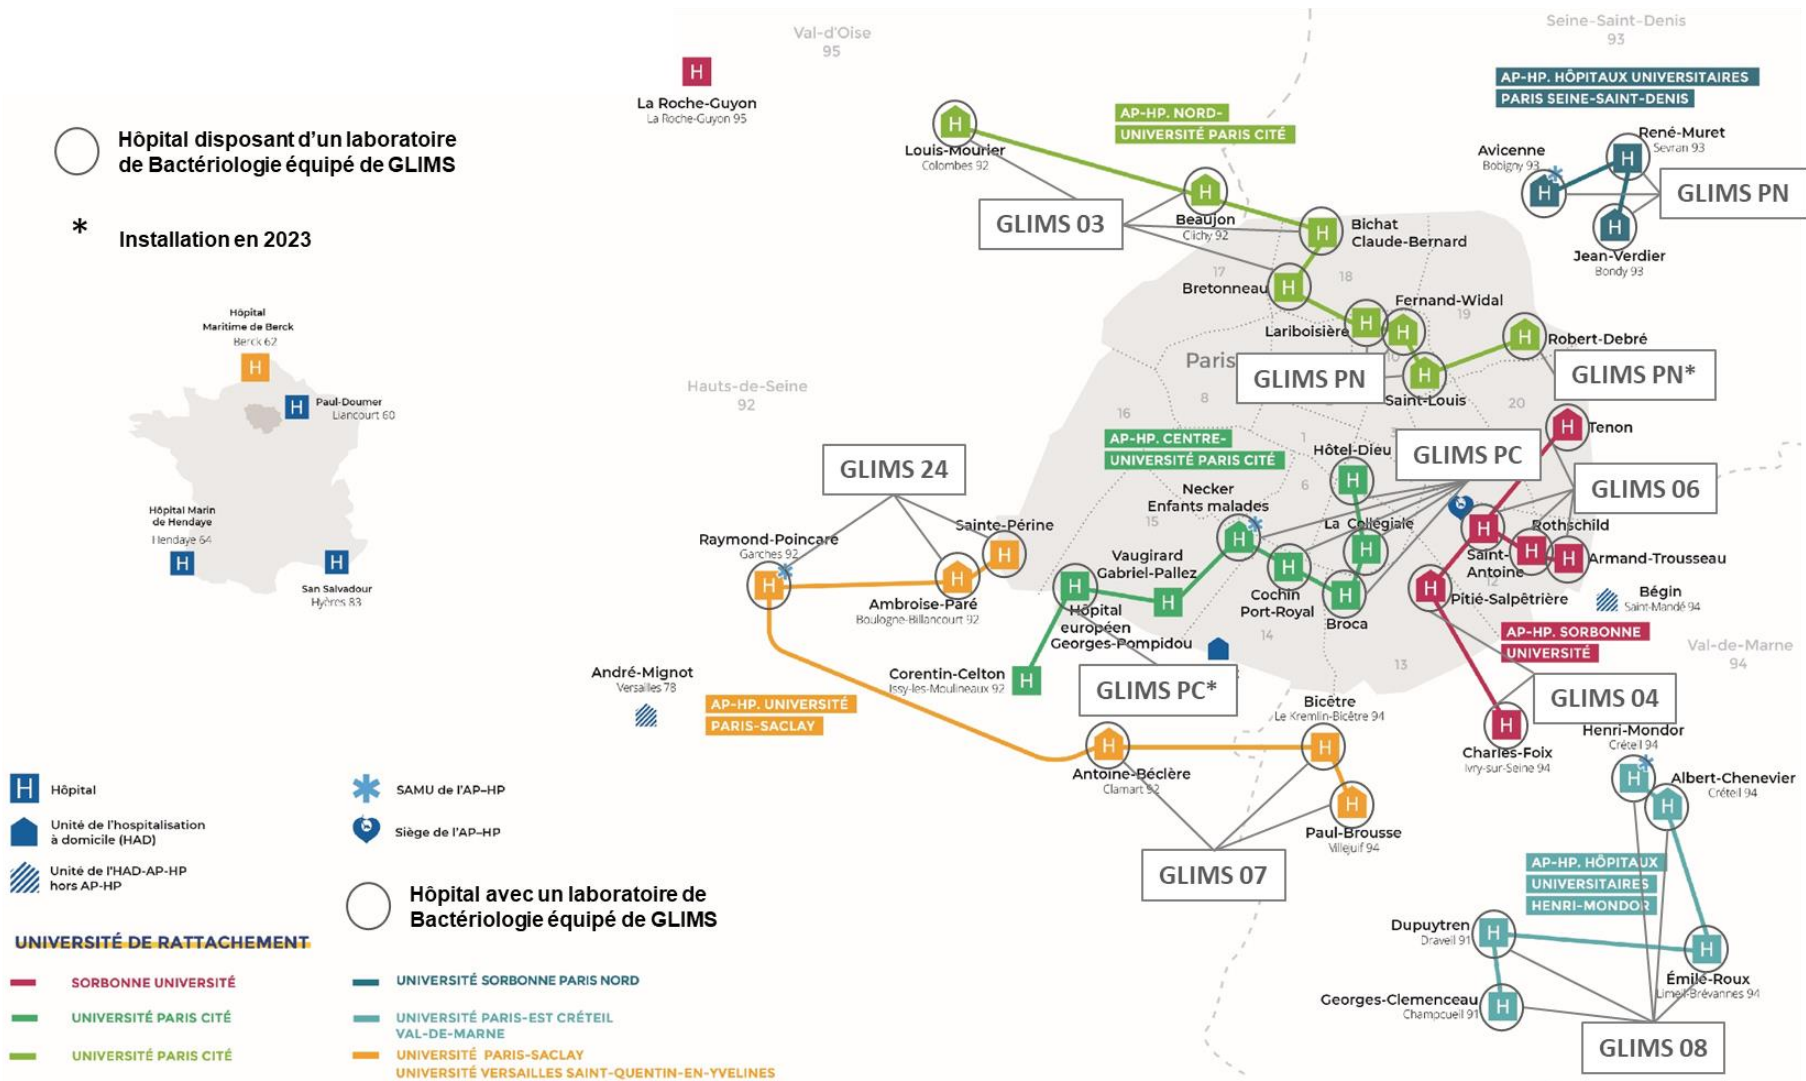 Val-d'Oise
95
Seine-Saint-Denis
93
H
La Roche-Guyon
La Roche-Guyon 95
Hôpital disposant d'un laboratoire
de Bactériologie équipé de GLIMS
*
Installation en 2023
AP-HP. NORD-
UNIVERSITÉ PARIS CITÉ
AP-HP. HÔPITAUX UNIVERSITAIRES
PARIS SEINE-SAINT-DENIS
H
Louis-Mourier
Colombes 92
H
Beaujon
Clichy 92
GLIMS 03
H
Bichat
Claude-Bernard
17
18
Bretonneau
H
Avicenne
Bobigny 93
H
René-Muret
Sevran 93
H
GLIMS PN
H
Jean-Verdier
Bondy 93
Fernand-Widal
19
Lariboisière
H
H
10
H
Robert-Debré
Paris
GLIMS PN
GLIMS PN*
H
Saint-Louis
8
20
16
1
3
Hôpital
Maritime de Berck
Berck 62
H
H
Paul-Doumer
Liancourt 60
Hôpital Marin
de Hendaye
Hendaye 64
H
H
San Salvadour
Hyères 83
Hauts-de-Seine
92
GLIMS 24
Sainte-Périne
H
Raymond-Poincaré
Garches 92
H
H
Ambroise-Paré
Boulogne-Billancourt 92
AP-HP. CENTRE-
UNIVERSITÉ PARIS CITÉ
Hôtel-Dieu
H
6
GLIMS PC
H
Tenon
GLIMS 06
Necker
Enfants malades
15
H
La Collégiale
H
H
Saint-
Antoine
Rothschild
H
H
Armand-Trousseau
12
Vaugirard
Gabriel-Pallez
H
H
Hôpital
européen
Georges-Pompidou
H
Cochin
Port-Royal
H
Broca
H
Pitié-Salpêtrière
Bégin
Saint-Mandé 94
14
13
AP-HP. SORBONNE
UNIVERSITÉ
Val-de-Marne
94
André-Mignot
Versailles 78
Corentin-Celton
Issy-les-Moulineaux 92
H
GLIMS PC*
GLIMS 04
AP-HP. UNIVERSITÉ
PARIS-SACLAY
Bicêtre
Le Kremlin-Bicêtre 94
H
H
Antoine-Béclère
Clamart 92
H
Paul-Brousse
Villejuif 94
GLIMS 07
H
Charles-Foix
Ivry-sur-Seine 94
Henri-Mondor
Créteil 94
H
Albert-Chenevier
Créteil 94
H
AP-HP. HÔPITAUX
UNIVERSITAIRES
HENRI-MONDOR
Dupuytren
Draveil 91
H
H
Émile-Roux
Limeil-Brévannes 94
Georges-Clemenceau
Champcueil 91
H
GLIMS 08
H
Hôpital
Unité de l'hospitalisation
à domicile (HAD)
Unité de l'HAD-AP-HP
hors AP-HP
SAMU de l'AP-HP
Siège de l'AP-HP
Hôpital avec un laboratoire de
Bactériologie équipé de GLIMS
UNIVERSITÉ DE RATTACHEMENT
SORBONNE UNIVERSITÉ
UNIVERSITÉ PARIS CITÉ
UNIVERSITÉ PARIS CITÉ
UNIVERSITÉ SORBONNE PARIS NORD
UNIVERSITÉ PARIS-EST CRÉTEIL
VAL-DE-MARNE
UNIVERSITÉ PARIS-SACLAY
UNIVERSITÉ VERSAILLES SAINT-QUENTIN-EN-YVELINES